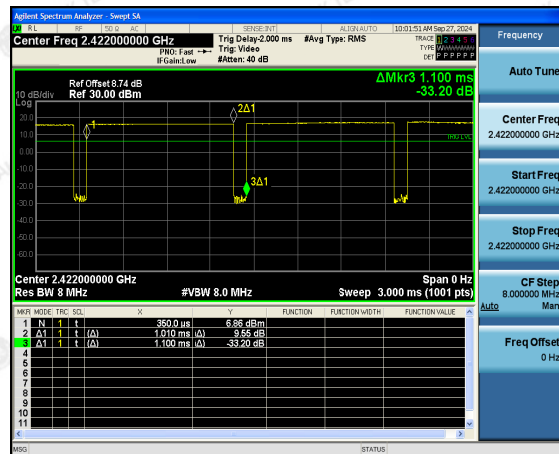 Agilent Spectrum Analyzer - Swept SA
RL RF 50 Ω AC SENSE:INT ALIGN AUTO 10:01:51 AM Sep 27, 2024
Center Freq 2.422000000 GHz
PNO: Fast
IFGain:Low
Trig Delay-2.000 ms
Trig: Video
#Atten: 40 dB
#Avg Type: RMS
TRACE 1 2 3 4 5 6
TYPE WWWWWW
DET P P P P P P
Frequency
ΔMkr3 1.100 ms
-33.20 dB
Ref Offset 8.74 dB
10 dB/div Ref 30.00 dBm
Log
20.0
10.0
0.00
-10.0
-20.0
-30.0
-40.0
-50.0
-60.0
1
2Δ1
3Δ1
TRIG LVL
Center 2.422000000 GHz Span 0 Hz
Res BW 8 MHz #VBW 8.0 MHz Sweep 3.000 ms (1001 pts)
MKR MODE TRC SCL X Y FUNCTION FUNCTION WIDTH FUNCTION VALUE
1 N 1 t 350.0 µs 6.86 dBm
2 Δ1 1 t (Δ) 1.010 ms (Δ) 9.55 dB
3 Δ1 1 t (Δ) 1.100 ms (Δ) -33.20 dB
4
5
6
7
8
9
10
11
MSG STATUS
Auto Tune
Center Freq
2.422000000 GHz
Start Freq
2.422000000 GHz
Stop Freq
2.422000000 GHz
CF Step
8.000000 MHz
Auto Man
Freq Offset
0 Hz